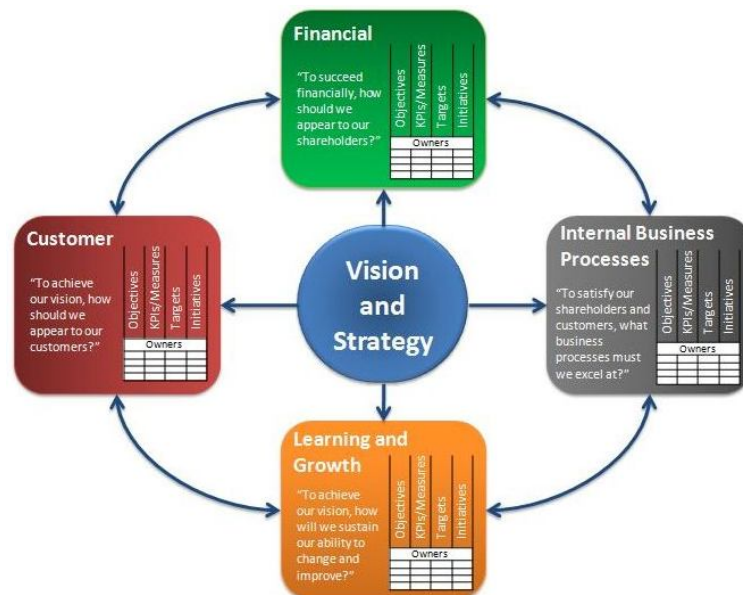 Financial
“To succeed
financially, how
should we
appear to our
shareholders?”
Objectives
KPIs/Measures
Targets
Initiatives
Owners
Customer
“To achieve
our vision, how
should we
appear to our
customers?”
Objectives
KPIs/Measures
Targets
Initiatives
Owners
Vision
and
Strategy
Internal Business
Processes
“To satisfy our
shareholders and
customers, what
business
processes must
we excel at?”
Objectives
KPIs/Measures
Targets
Initiatives
Owners
Learning and
Growth
“To achieve
our vision, how
will we sustain
our ability to
change and
improve?”
Objectives
KPIs/Measures
Targets
Initiatives
Owners